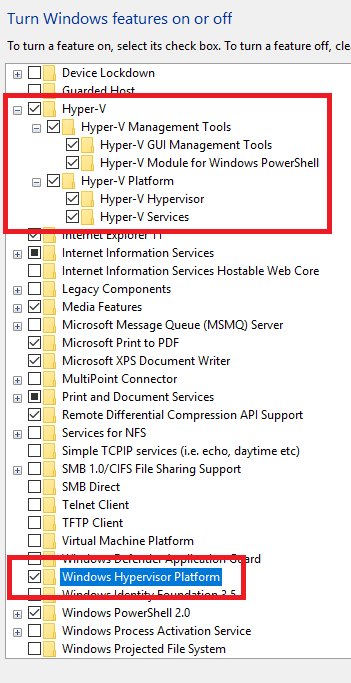 Turn Windows features on or off
To turn a feature on, select its check box. To turn a feature off, cle
Device Lockdown
Guarded Host
Hyper-V
Hyper-V Management Tools
Hyper-V GUI Management Tools
Hyper-V Module for Windows PowerShell
Hyper-V Platform
Hyper-V Hypervisor
Hyper-V Services
Internet Explorer 11
Internet Information Services
Internet Information Services Hostable Web Core
Legacy Components
Media Features
Microsoft Message Queue (MSMQ) Server
Microsoft Print to PDF
Microsoft XPS Document Writer
MultiPoint Connector
Print and Document Services
Remote Differential Compression API Support
Services for NFS
Simple TCPIP services (i.e. echo, daytime etc)
SMB 1.0/CIFS File Sharing Support
SMB Direct
Telnet Client
TFTP Client
Virtual Machine Platform
Windows Defender Application Guard
Windows Hypervisor Platform
Windows Identity Foundation 3.5
Windows PowerShell 2.0
Windows Process Activation Service
Windows Projected File System